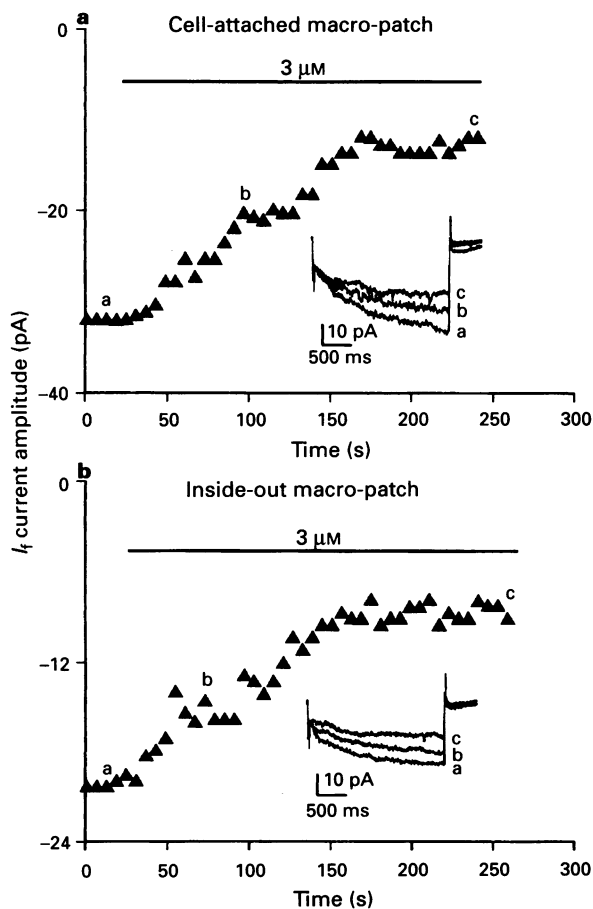 a
Cell-attached macro-patch
3 μM
0
−20
−40
a
b
c
c
b
a
10 pA
500 ms
0 50 100 150 200 250 300
Time (s)
If current amplitude (pA)
b
Inside-out macro-patch
3 μM
0
−12
−24
a
b
c
c
b
a
10 pA
500 ms
0 50 100 150 200 250 300
Time (s)